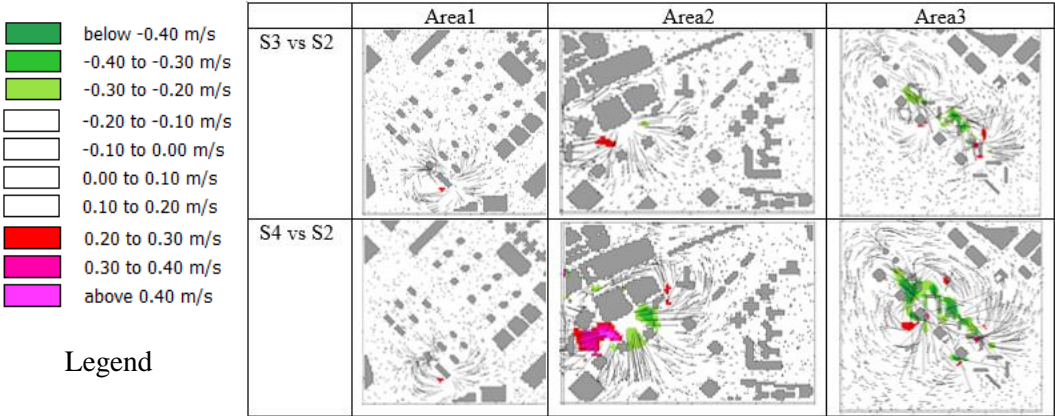 below -0.40 m/s
-0.40 to -0.30 m/s
-0.30 to -0.20 m/s
-0.20 to -0.10 m/s
-0.10 to 0.00 m/s
0.00 to 0.10 m/s
0.10 to 0.20 m/s
0.20 to 0.30 m/s
0.30 to 0.40 m/s
above 0.40 m/s
Legend
Area1 Area2 Area3
S3 vs S2
S4 vs S2